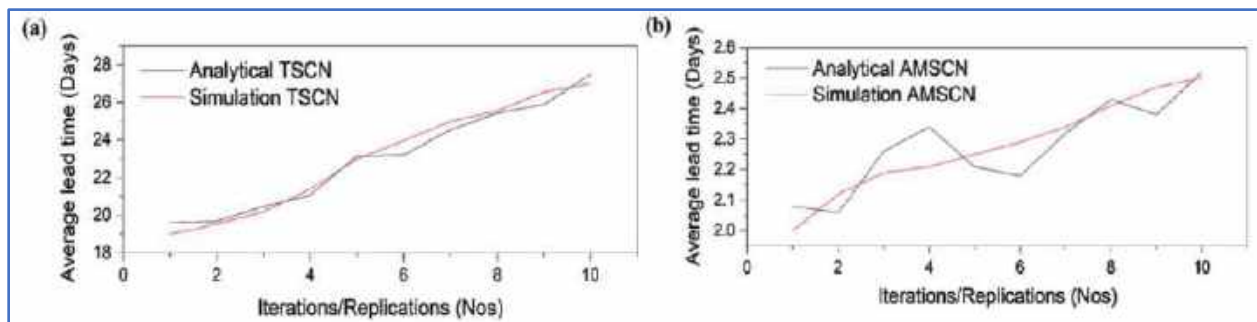 (a)
Average lead time (Days)
28
26
24
22
20
18
Analytical TSCN
Simulation TSCN
0 2 4 6 8 10
Iterations/Replications (Nos)
(b)
Average lead time (Days)
2.6
2.5
2.4
2.3
2.2
2.1
2.0
Analytical AMSCN
Simulation AMSCN
0 2 4 6 8 10
Iterations/Replications (Nos)